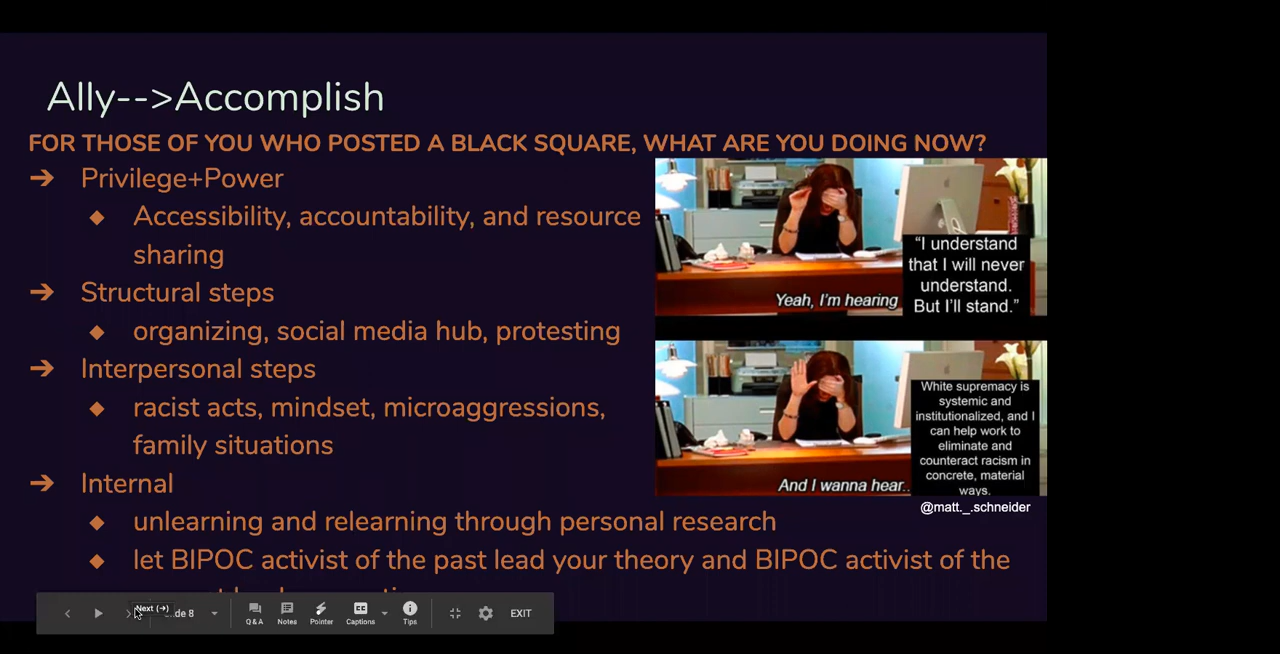 Ally-->Accomplish
FOR THOSE OF YOU WHO POSTED A BLACK SQUARE, WHAT ARE YOU DOING NOW?
➔ Privilege+Power
◆ Accessibility, accountability, and resource
sharing
➔ Structural steps
◆ organizing, social media hub, protesting
➔ Interpersonal steps
◆ racist acts, mindset, microaggressions,
family situations
➔ Internal
◆ unlearning and relearning through personal research
◆ let BIPOC activist of the past lead your theory and BIPOC activist of the
Yeah, I'm hearing
“I understand
that I will never
understand.
But I'll stand.”
And I wanna hear..
White supremacy is
systemic and
institutionalized, and I
can help work to
eliminate and
counteract racism in
concrete, material
ways.
@matt._.schneider
Next (→)
8
Q & A
Notes
Pointer
CC
Captions
Tips
EXIT